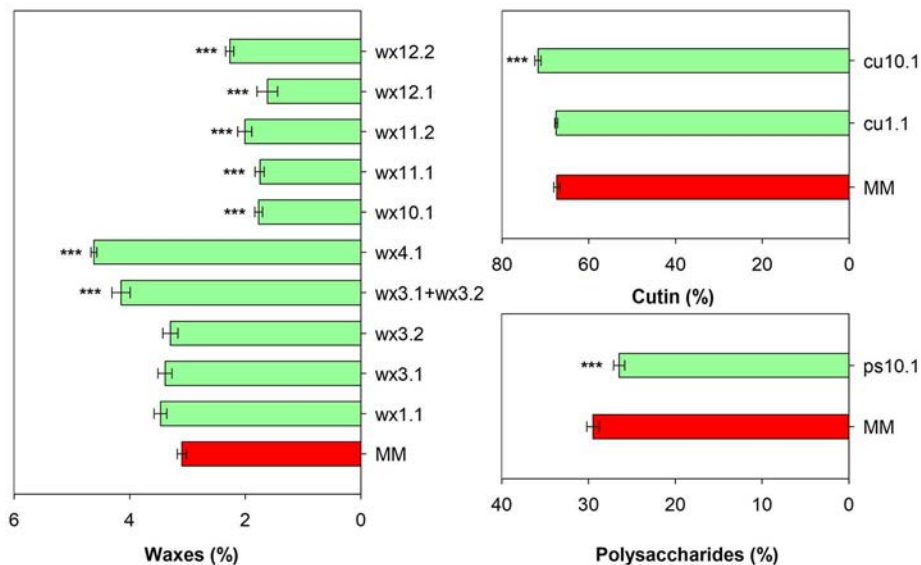 *** wx12.2
*** wx12.1
*** wx11.2
*** wx11.1
*** wx10.1
*** wx4.1
*** wx3.1+wx3.2
wx3.2
wx3.1
wx1.1
MM
6 4 2 0
Waxes (%)
*** cu10.1
cu1.1
MM
80 60 40 20 0
Cutin (%)
*** ps10.1
MM
40 30 20 10 0
Polysaccharides (%)